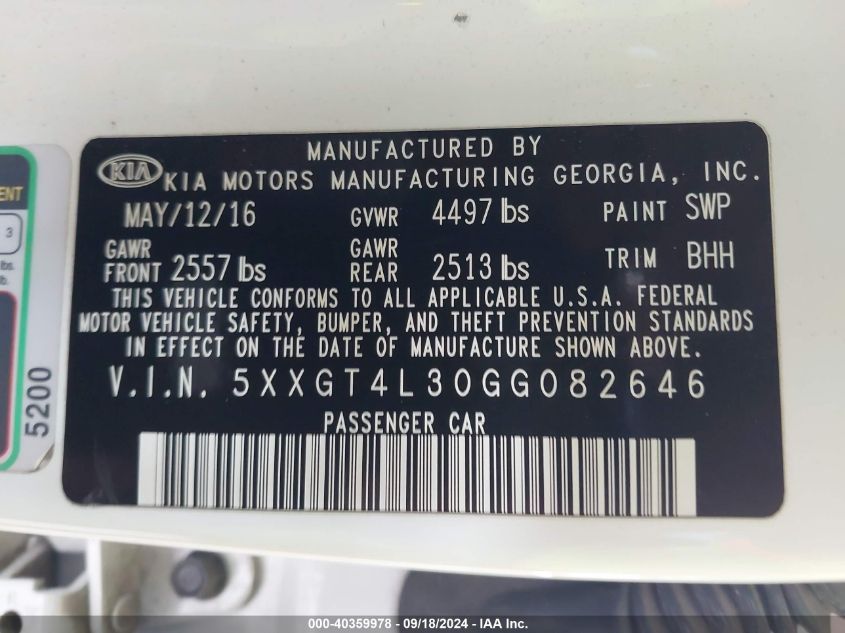 MANUFACTURED BY
KIA KIA MOTORS MANUFACTURING GEORGIA, INC.
MAY/12/16 GVWR 4497 lbs PAINT SWP
GAWR FRONT 2557 lbs GAWR REAR 2513 lbs TRIM BHH
THIS VEHICLE CONFORMS TO ALL APPLICABLE U.S.A. FEDERAL
MOTOR VEHICLE SAFETY, BUMPER, AND THEFT PREVENTION STANDARDS
IN EFFECT ON THE DATE OF MANUFACTURE SHOWN ABOVE.
V.I.N. 5XXGT4L30GG082646
PASSENGER CAR
3
lbs.
lb.
5200
000-40359978 - 09/18/2024 - IAA Inc.